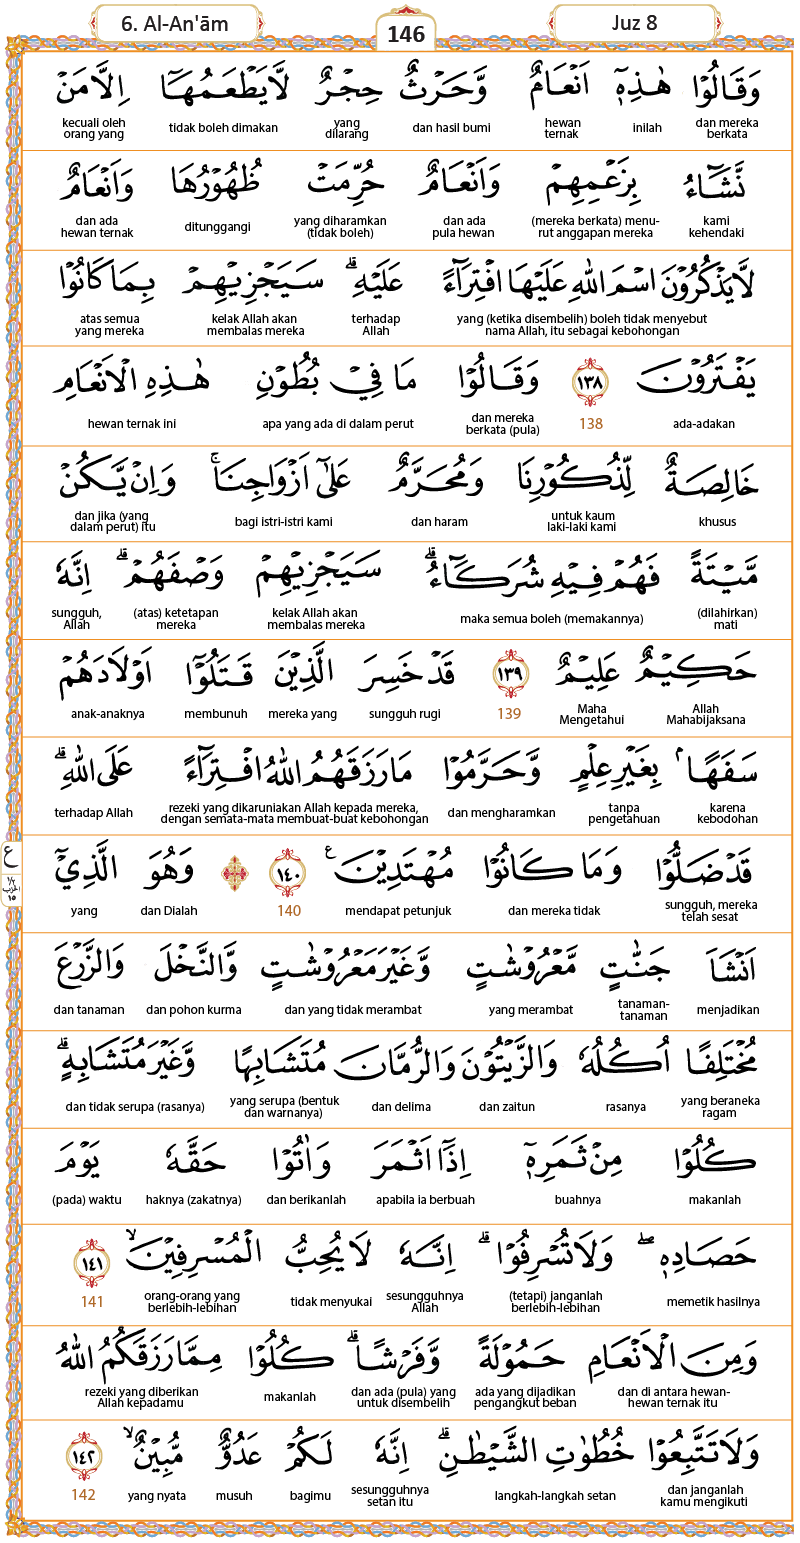 6. Al-An'ām 146 Juz 8
وَقَالُوْا هٰذِهٖٓ اَنْعَامٌ وَّحَرْثٌ حِجْرٌ لَّا يَطْعَمُهَآ اِلَّا مَنْ
dan mereka berkata inilah hewan ternak dan hasil bumi yang dilarang tidak boleh dimakan kecuali oleh orang yang
نَّشَاۤءُ بِزَعْمِهِمْ وَاَنْعَامٌ حُرِّمَتْ ظُهُوْرُهَا وَاَنْعَامٌ
kami kehendaki (mereka berkata) menu-rut anggapan mereka dan ada pula hewan yang diharamkan (tidak boleh) ditunggangi dan ada hewan ternak
لَّا يَذْكُرُوْنَ اسْمَ اللّٰهِ عَلَيْهَا افْتِرَاۤءً عَلَيْهِۗ سَيَجْزِيْهِمْ بِمَا كَانُوْا
yang (ketika disembelih) boleh tidak menyebut nama Allah, itu sebagai kebohongan terhadap Allah kelak Allah akan membalas mereka atas semua yang mereka
يَفْتَرُوْنَ ١٣٨ وَقَالُوْا مَا فِيْ بُطُوْنِ هٰذِهِ الْاَنْعَامِ
ada-adakan 138 dan mereka berkata (pula) apa yang ada di dalam perut hewan ternak ini
خَالِصَةٌ لِّذُكُوْرِنَا وَمُحَرَّمٌ عَلٰٓى اَزْوَاجِنَاۚ وَاِنْ يَّكُنْ
khusus untuk kaum laki-laki kami dan haram bagi istri-istri kami dan jika (yang dalam perut) itu
مَّيْتَةً فَهُمْ فِيْهِ شُرَكَاۤءُۗ سَيَجْزِيْهِمْ وَصْفَهُمْۗ اِنَّهٗ
(dilahirkan) mati maka semua boleh (memakannya) kelak Allah akan membalas mereka (atas) ketetapan mereka sungguh, Allah
حَكِيْمٌ عَلِيْمٌ ١٣٩ قَدْ خَسِرَ الَّذِيْنَ قَتَلُوْٓا اَوْلَادَهُمْ
Allah Mahabijaksana Maha Mengetahui 139 sungguh rugi mereka yang membunuh anak-anaknya
سَفَهًاۢ بِغَيْرِ عِلْمٍ وَّحَرَّمُوْا مَا رَزَقَهُمُ اللّٰهُ افْتِرَاۤءً عَلَى اللّٰهِۗ
karena kebodohan tanpa pengetahuan dan mengharamkan rezeki yang dikaruniakan Allah kepada mereka, dengan semata-mata membuat-buat kebohongan terhadap Allah
قَدْ ضَلُّوْا وَمَا كَانُوْا مُهْتَدِيْنَࣖ ١٤٠ وَهُوَ الَّذِيْٓ
sungguh, mereka telah sesat dan mereka tidak mendapat petunjuk 140 dan Dialah yang
ع
١/٢ الحزب ١٥
اَنْشَاَ جَنّٰتٍ مَّعْرُوْشٰتٍ وَّغَيْرَ مَعْرُوْشٰتٍ وَّالنَّخْلَ وَالزَّرْعَ
menjadikan tanaman-tanaman yang merambat dan yang tidak merambat dan pohon kurma dan tanaman
مُخْتَلِفًا اُكُلُهٗ وَالزَّيْتُوْنَ وَالرُّمَّانَ مُتَشَابِهًا وَّغَيْرَ مُتَشَابِهٍۗ
yang beraneka ragam rasanya dan zaitun dan delima yang serupa (bentuk dan warnanya) dan tidak serupa (rasanya)
كُلُوْا مِنْ ثَمَرِهٖٓ اِذَآ اَثْمَرَ وَاٰتُوْا حَقَّهٗ يَوْمَ
makanlah buahnya apabila ia berbuah dan berikanlah haknya (zakatnya) (pada) waktu
حَصَادِهٖۖ وَلَا تُسْرِفُوْاۗ اِنَّهٗ لَا يُحِبُّ الْمُسْرِفِيْنَۙ ١٤١
memetik hasilnya (tetapi) janganlah berlebih-lebihan sesungguhnya Allah tidak menyukai orang-orang yang berlebih-lebihan 141
وَمِنَ الْاَنْعَامِ حَمُوْلَةً وَّفَرْشًاۗ كُلُوْا مِمَّا رَزَقَكُمُ اللّٰهُ
dan di antara hewan-hewan ternak itu ada yang dijadikan pengangkut beban dan ada (pula) yang untuk disembelih makanlah rezeki yang diberikan Allah kepadamu
وَلَا تَتَّبِعُوْا خُطُوٰتِ الشَّيْطٰنِۗ اِنَّهٗ لَكُمْ عَدُوٌّ مُّبِيْنٌۙ ١٤٢
dan janganlah kamu mengikuti langkah-langkah setan sesungguhnya setan itu bagimu musuh yang nyata 142